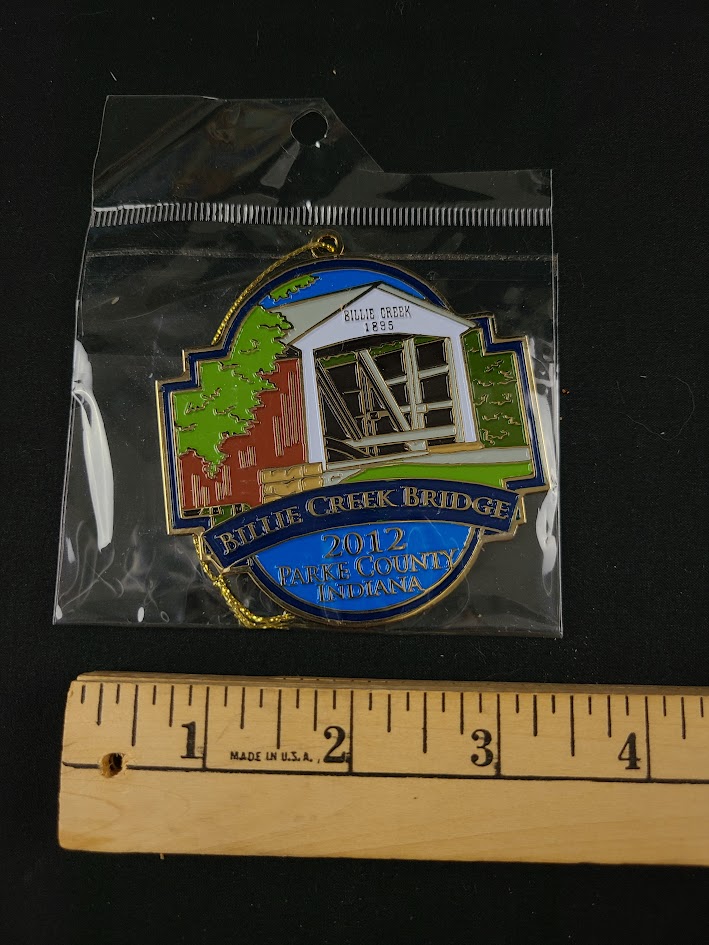 BILLIE CREEK
1895
BILLIE CREEK BRIDGE
2012
PARKE COUNTY
INDIANA
1 2 3 4
MADE IN U.S.A.